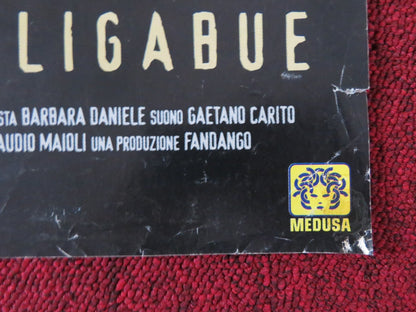 LIGABUE
STA BARBARA DANIELE SUONO GAETANO CARITO
AUDIO MAIOLI UNA PRODUZIONE FANDANGO
MEDUSA